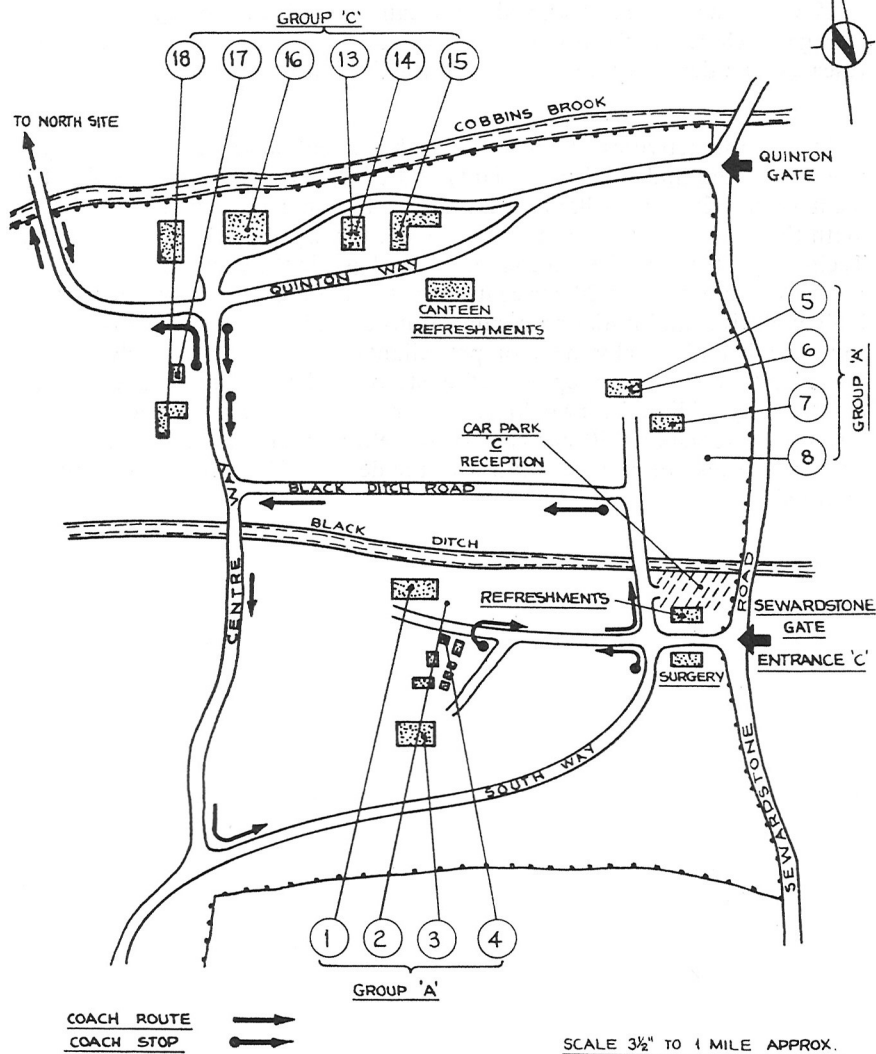 GROUP 'C'
18 17 16 13 14 15
N
TO NORTH SITE
COBBINS BROOK
QUINTON
GATE
QUINTON WAY
CANTEEN
REFRESHMENTS
5
6
7
8
GROUP 'A'
CAR PARK
'C'
RECEPTION
BLACK DITCH ROAD
BLACK DITCH
CENTRE WAY
REFRESHMENTS
SEWARDSTONE
GATE
ENTRANCE 'C'
SURGERY
SOUTH WAY
SEWARDSTONE ROAD
1 2 3 4
GROUP 'A'
COACH ROUTE
COACH STOP
SCALE 3½" TO 1 MILE APPROX.